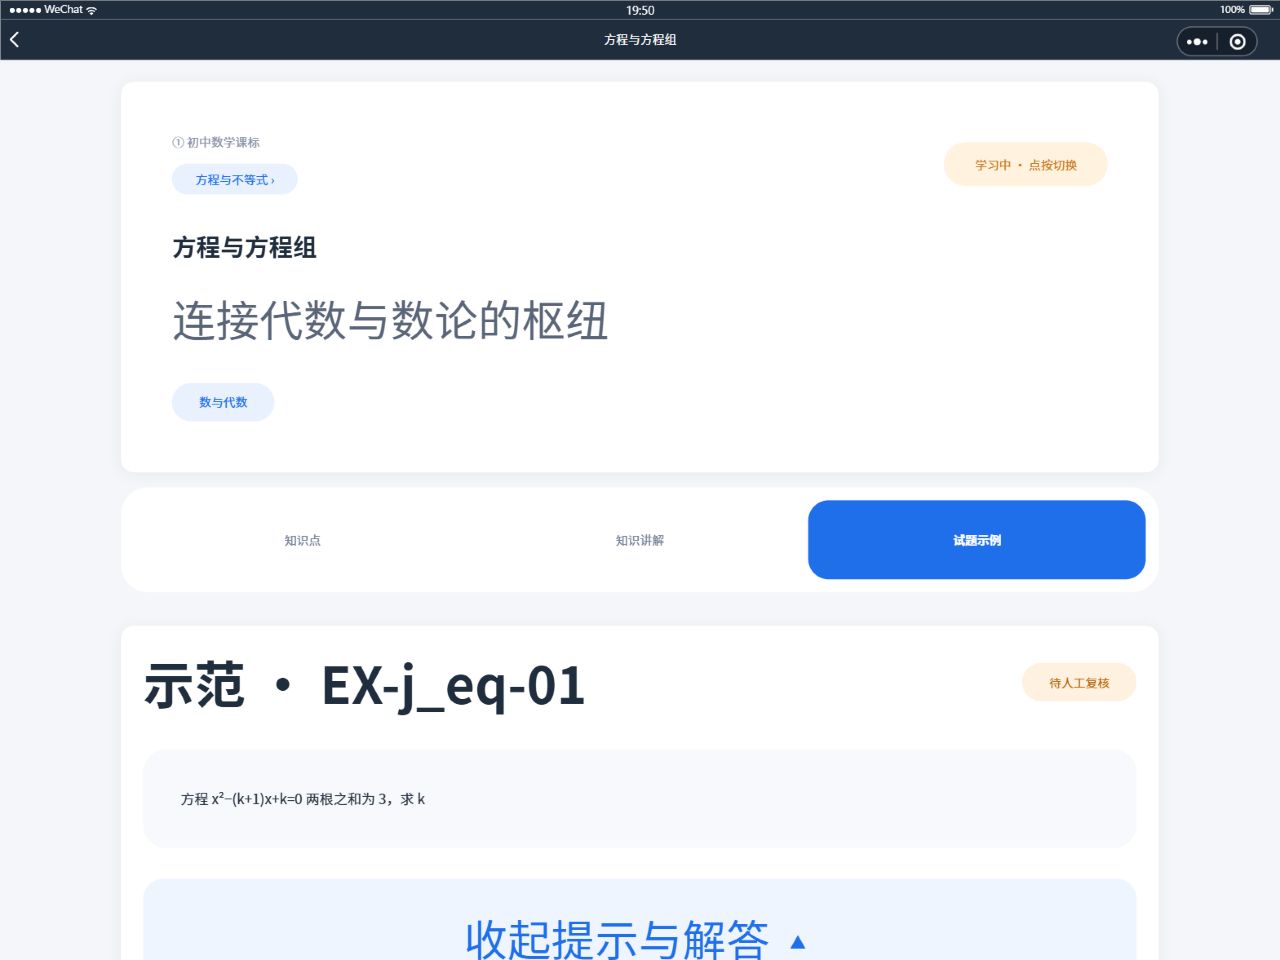 WeChat
19:50
100%
方程与方程组
① 初中数学课标
方程与不等式 ›
学习中 · 点按切换
方程与方程组
连接代数与数论的枢纽
数与代数
知识点
知识讲解
试题示例
示范 · EX-j_eq-01
待人工复核
方程 x²−(k+1)x+k=0 两根之和为 3，求 k
收起提示与解答 ▲